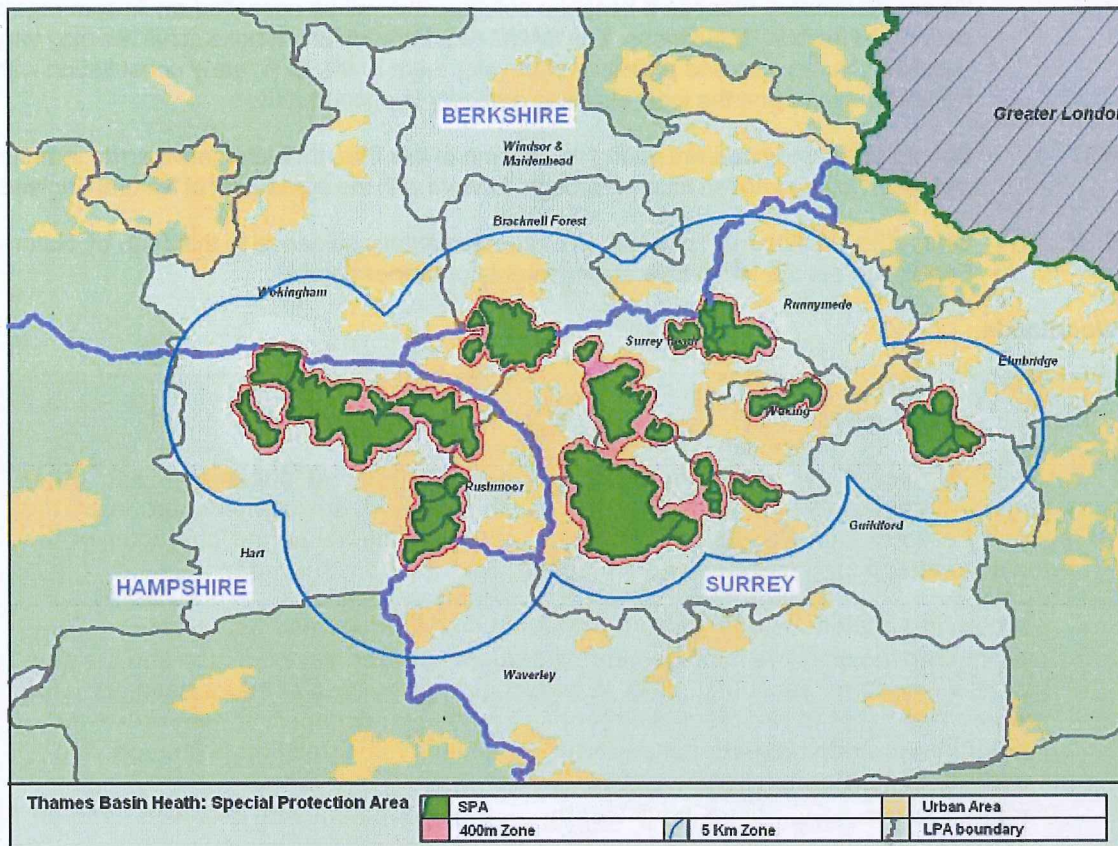 BERKSHIRE
Greater London
Windsor &
Maidenhead
Bracknell Forest
Wokingham
Runnymede
Surrey Heath
Elmbridge
Woking
Rushmoor
Guildford
Hart
HAMPSHIRE
SURREY
Waverley
Thames Basin Heath: Special Protection Area
SPA
Urban Area
400m Zone
5 Km Zone
LPA boundary